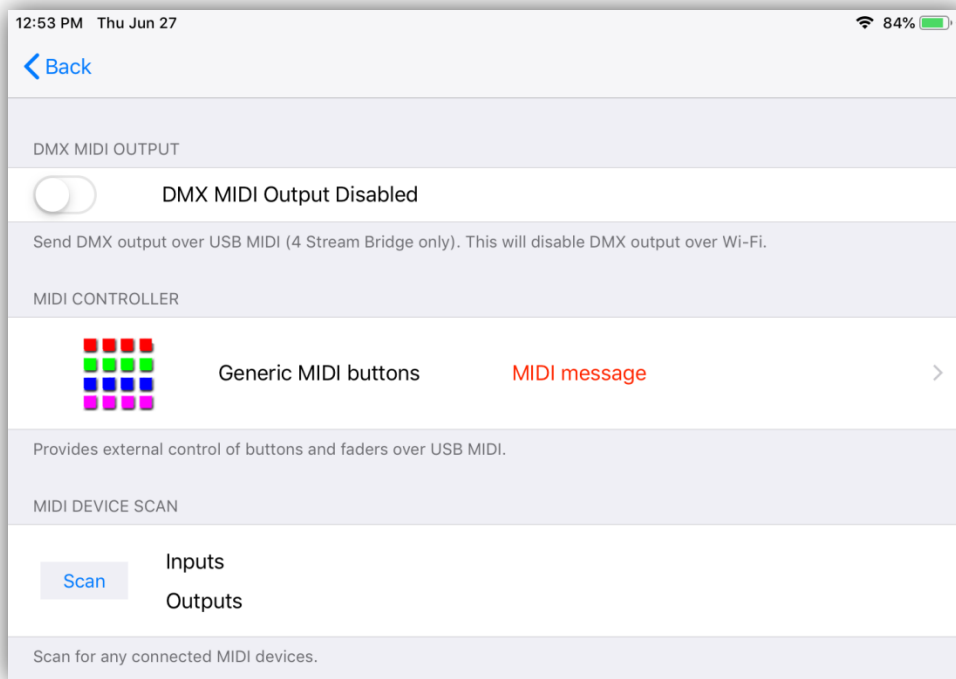 12:53 PM Thu Jun 27 84%
Back
DMX MIDI OUTPUT
DMX MIDI Output Disabled
Send DMX output over USB MIDI (4 Stream Bridge only). This will disable DMX output over Wi-Fi.
MIDI CONTROLLER
Generic MIDI buttons MIDI message
Provides external control of buttons and faders over USB MIDI.
MIDI DEVICE SCAN
Inputs
Scan
Outputs
Scan for any connected MIDI devices.